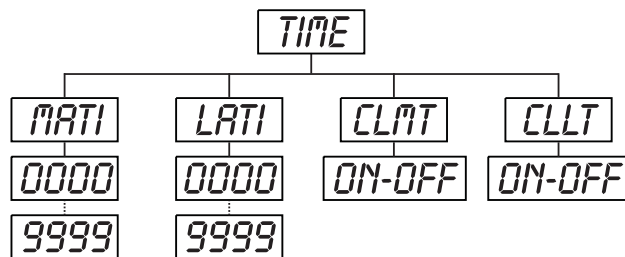 TIME
MATI LATI CLMT CLLT
0000 0000 ON-OFF ON-OFF
9999 9999